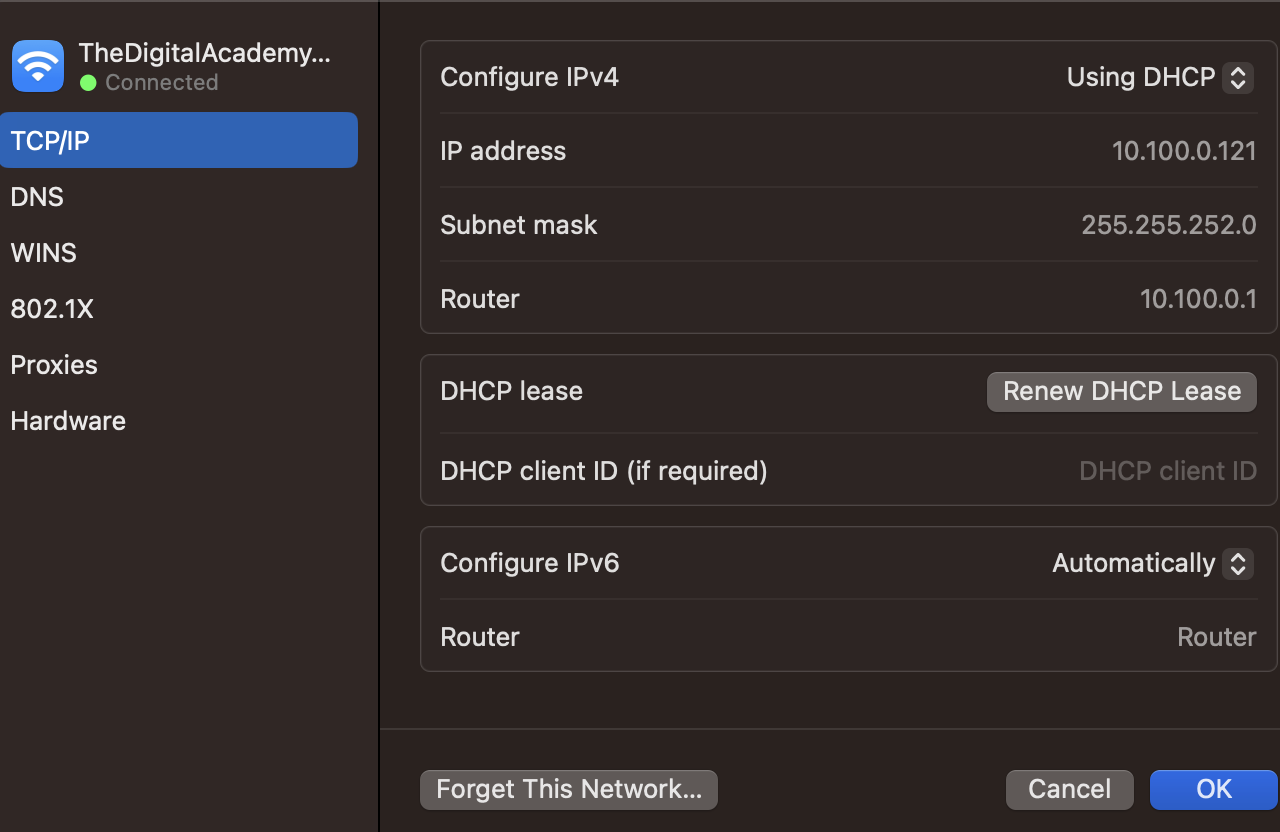 TheDigitalAcademy...
Connected
TCP/IP
DNS
WINS
802.1X
Proxies
Hardware
Configure IPv4 Using DHCP
IP address 10.100.0.121
Subnet mask 255.255.252.0
Router 10.100.0.1
DHCP lease Renew DHCP Lease
DHCP client ID (if required) DHCP client ID
Configure IPv6 Automatically
Router Router
Forget This Network... Cancel OK